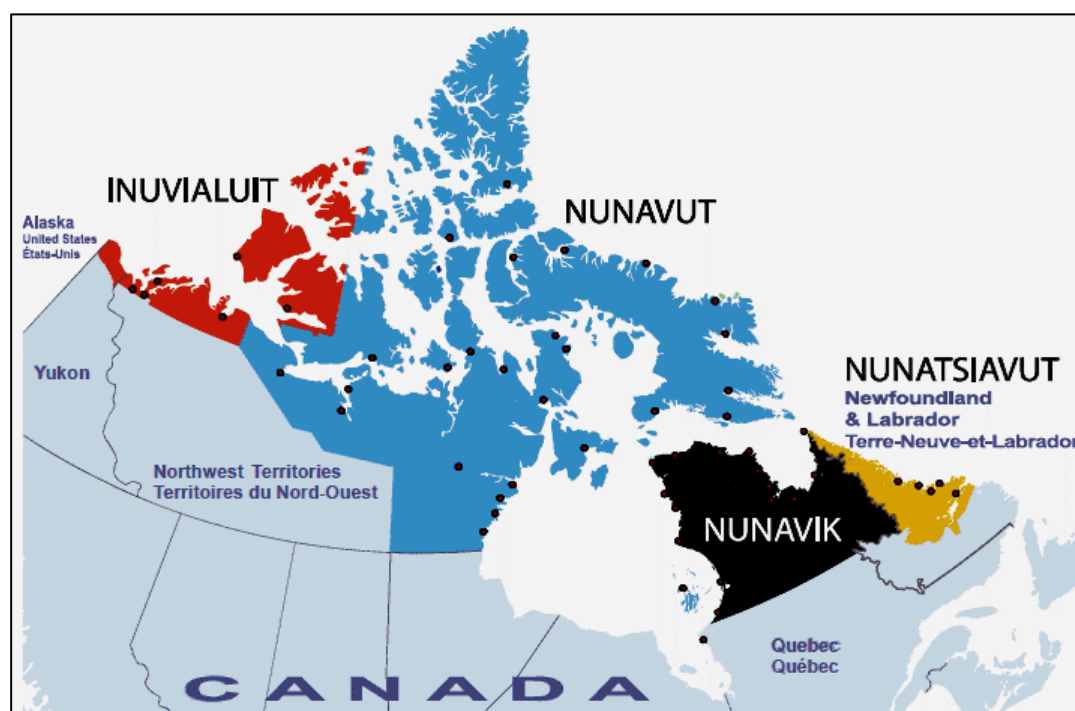 INUVIALUIT
NUNAVUT
Alaska
United States
États-Unis
Yukon
NUNATSIAVUT
Newfoundland
& Labrador
Terre-Neuve-et-Labrador
Northwest Territories
Territoires du Nord-Ouest
NUNAVIK
Quebec
Québec
CANADA